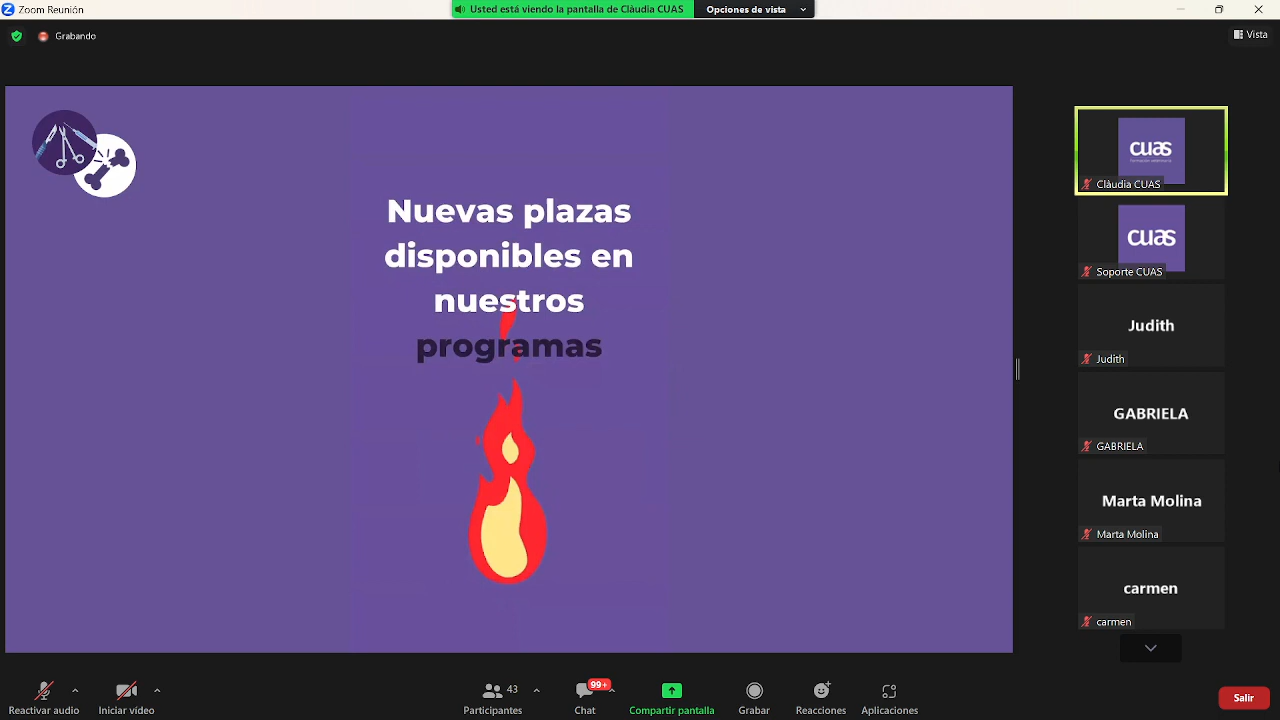 Zoom Reunión
Usted está viendo la pantalla de Clàudia CUAS
Opciones de vista
Grabando
Vista
Nuevas plazas
disponibles en
nuestros
programas
cuas
Clàudia CUAS
cuas
Soporte CUAS
Judith
Judith
GABRIELA
GABRIELA
Marta Molina
Marta Molina
carmen
carmen
Reactivar audio
Iniciar vídeo
43
Participantes
99+
Chat
Compartir pantalla
Grabar
Reacciones
Aplicaciones
Salir